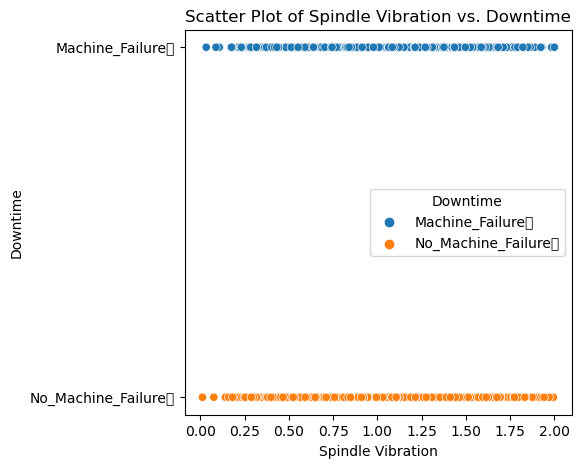 Scatter Plot of Spindle Vibration vs. Downtime
Machine_Failure
Downtime
Downtime
Machine_Failure
No_Machine_Failure
No_Machine_Failure
0.00 0.25 0.50 0.75 1.00 1.25 1.50 1.75 2.00
Spindle Vibration